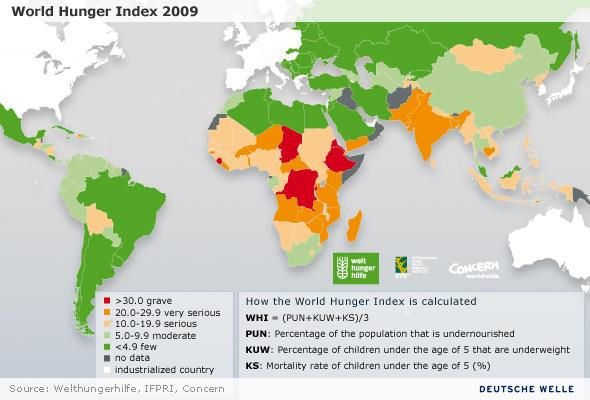 World Hunger Index 2009
welt
hunger
hilfe
IFPRI
CONCERN
worldwide
>30.0 grave
20.0-29.9 very serious
10.0-19.9 serious
5.0-9.9 moderate
<4.9 few
no data
industrialized country
How the World Hunger Index is calculated
WHI = (PUN+KUW+KS)/3
PUN: Percentage of the population that is undernourished
KUW: Percentage of children under the age of 5 that are underweight
KS: Mortality rate of children under the age of 5 (%)
Source: Welthungerhilfe, IFPRI, Concern
DEUTSCHE WELLE